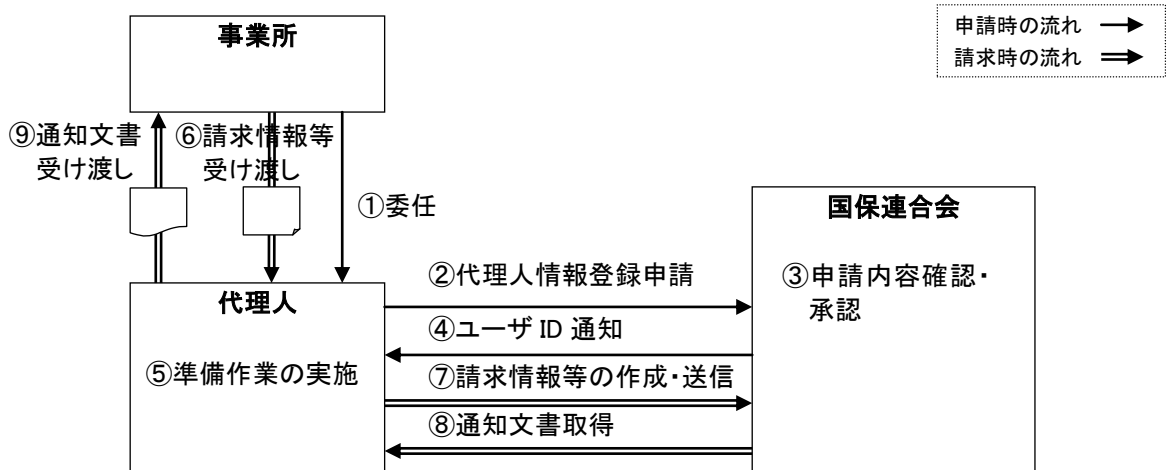 事業所
申請時の流れ
請求時の流れ
⑨通知文書
受け渡し
⑥請求情報等
受け渡し
①委任
国保連合会
③申請内容確認・
承認
代理人
⑤準備作業の実施
②代理人情報登録申請
④ユーザ ID 通知
⑦請求情報等の作成・送信
⑧通知文書取得